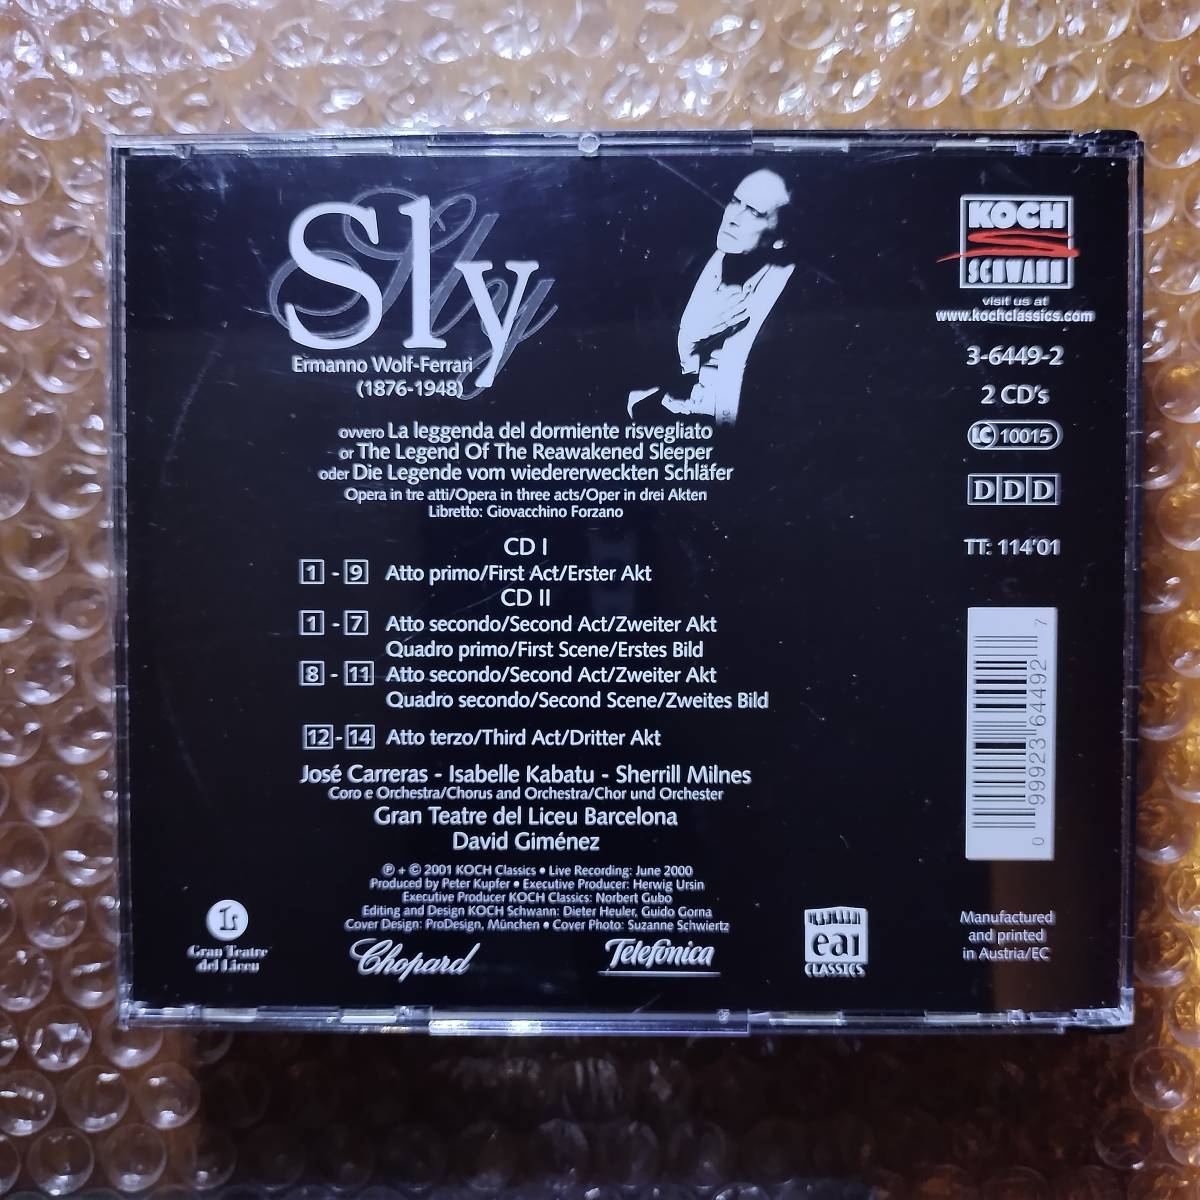 Sly
Ermanno Wolf-Ferrari
(1876-1948)
ovvero La leggenda del dormiente risvegliato
or The Legend Of The Reawakened Sleeper
oder Die Legende vom wiedererweckten Schläfer
Opera in tre atti/Opera in three acts/Oper in drei Akten
Libretto: Giovacchino Forzano
CD I
1 - 9 Atto primo/First Act/Erster Akt
CD II
1 - 7 Atto secondo/Second Act/Zweiter Akt
Quadro primo/First Scene/Erstes Bild
8 - 11 Atto secondo/Second Act/Zweiter Akt
Quadro secondo/Second Scene/Zweites Bild
12 - 14 Atto terzo/Third Act/Dritter Akt
José Carreras - Isabelle Kabatu - Sherrill Milnes
Coro e Orchestra/Chorus and Orchestra/Chor und Orchester
Gran Teatre del Liceu Barcelona
David Giménez
℗ + © 2001 KOCH Classics • Live Recording: June 2000
Produced by Peter Kupfer • Executive Producer: Herwig Ursin
Executive Producer KOCH Classics: Norbert Gubo
Editing and Design KOCH Schwann: Dieter Heuler, Guido Gorna
Cover Design: ProDesign, München • Cover Photo: Suzanne Schwiertz
Gran Teatre
del Liceu
Chopard
Telefónica
ear
CLASSICS
KOCH
SCHWANN
visit us at
www.kochclassics.com
3-6449-2
2 CD's
LC 10015
DDD
TT: 114'01
0 99923 64492 7
Manufactured
and printed
in Austria/EC